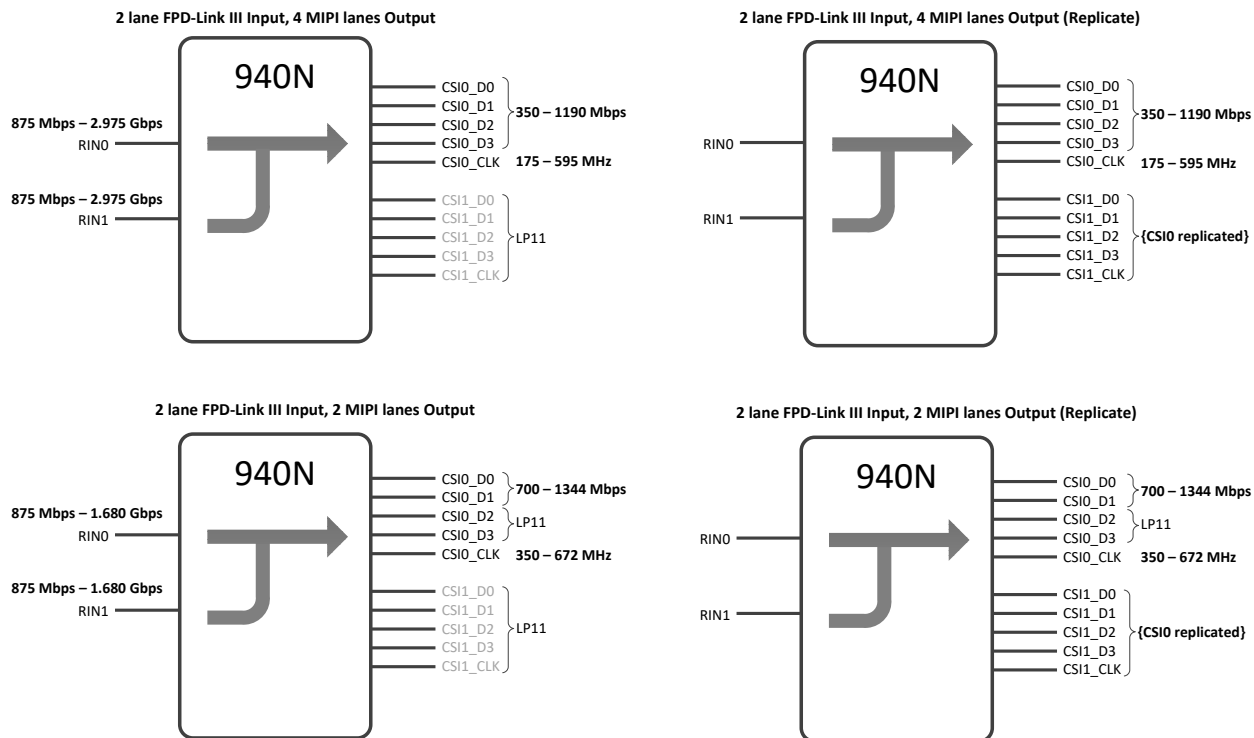 2 lane FPD-Link III Input, 4 MIPI lanes Output
940N
875 Mbps – 2.975 Gbps
RIN0
875 Mbps – 2.975 Gbps
RIN1
CSI0_D0
CSI0_D1
CSI0_D2
CSI0_D3
350 – 1190 Mbps
CSI0_CLK 175 – 595 MHz
CSI1_D0
CSI1_D1
CSI1_D2
CSI1_D3
CSI1_CLK
LP11
2 lane FPD-Link III Input, 4 MIPI lanes Output (Replicate)
940N
RIN0
RIN1
CSI0_D0
CSI0_D1
CSI0_D2
CSI0_D3
350 – 1190 Mbps
CSI0_CLK 175 – 595 MHz
CSI1_D0
CSI1_D1
CSI1_D2
CSI1_D3
CSI1_CLK
{CSI0 replicated}
2 lane FPD-Link III Input, 2 MIPI lanes Output
940N
875 Mbps – 1.680 Gbps
RIN0
875 Mbps – 1.680 Gbps
RIN1
CSI0_D0
CSI0_D1
700 – 1344 Mbps
CSI0_D2
CSI0_D3
LP11
CSI0_CLK 350 – 672 MHz
CSI1_D0
CSI1_D1
CSI1_D2
CSI1_D3
CSI1_CLK
LP11
2 lane FPD-Link III Input, 2 MIPI lanes Output (Replicate)
940N
RIN0
RIN1
CSI0_D0
CSI0_D1
700 – 1344 Mbps
CSI0_D2
CSI0_D3
LP11
CSI0_CLK 350 – 672 MHz
CSI1_D0
CSI1_D1
CSI1_D2
CSI1_D3
CSI1_CLK
{CSI0 replicated}